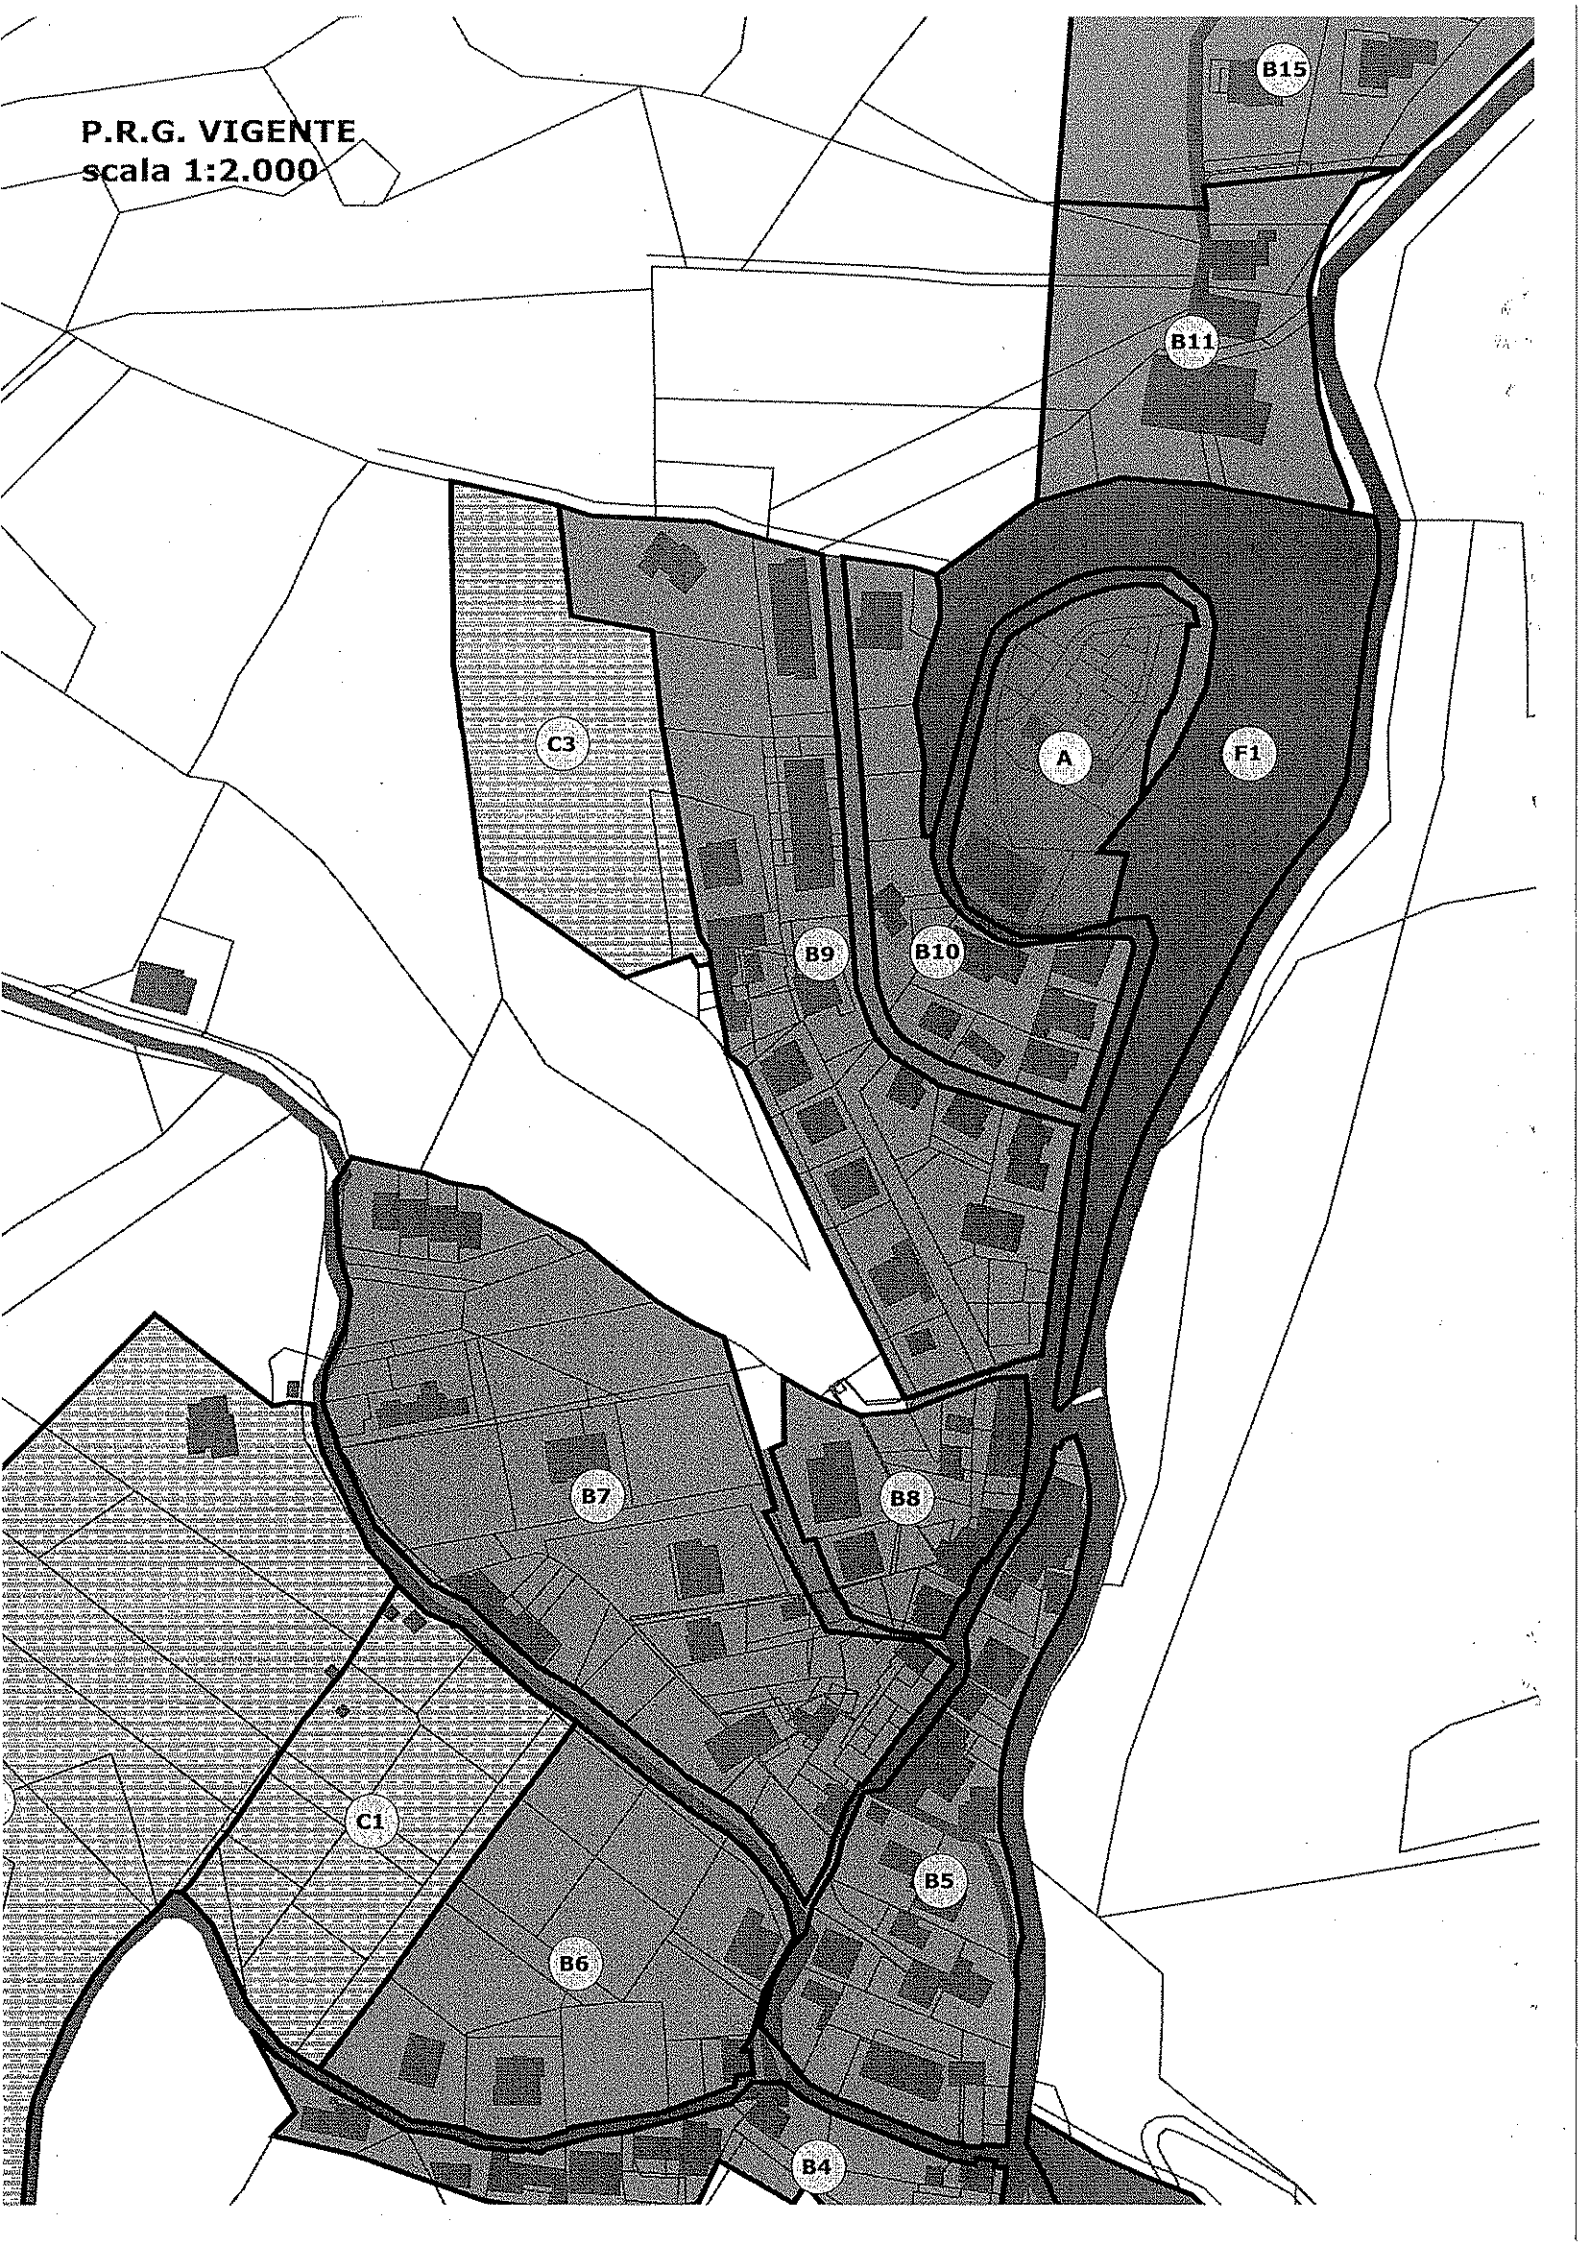 P.R.G. VIGENTE
scala 1:2.000
B15
B11
C3
A
F1
B9
B10
B7
B8
C1
B5
B6
B4